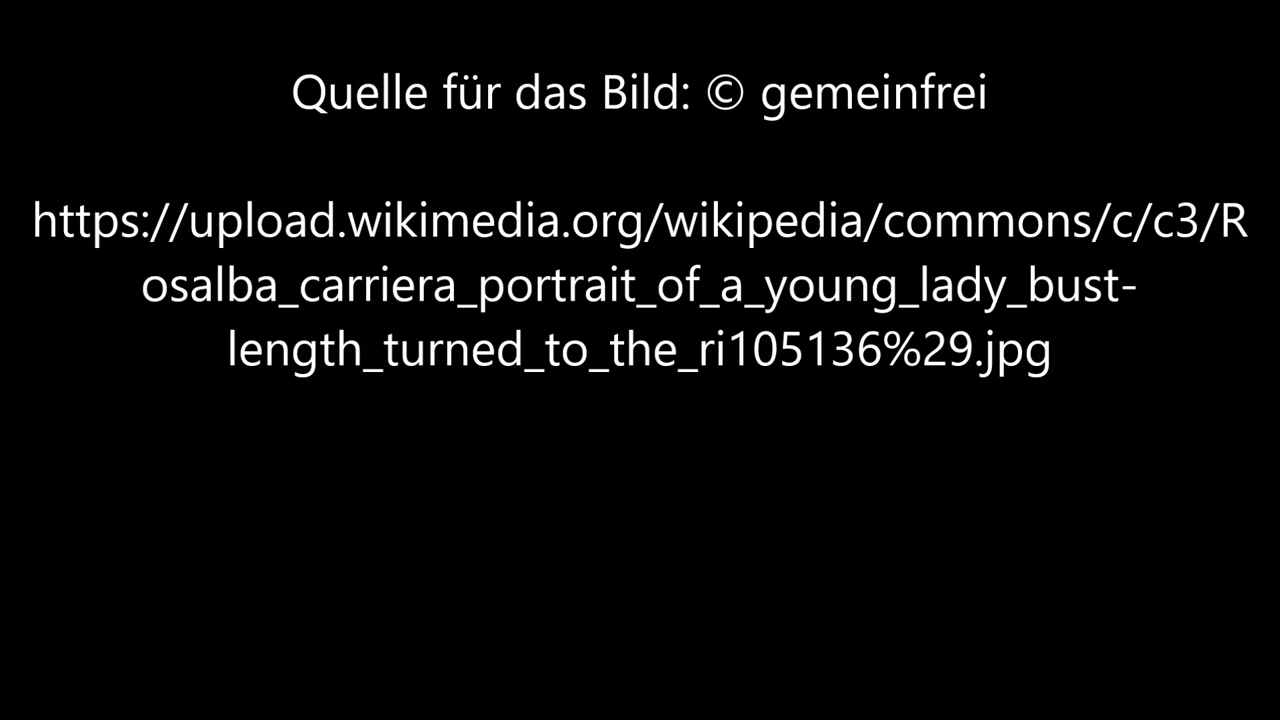 Quelle für das Bild: © gemeinfrei
https://upload.wikimedia.org/wikipedia/commons/c/c3/R
osalba_carriera_portrait_of_a_young_lady_bust-
length_turned_to_the_ri105136%29.jpg